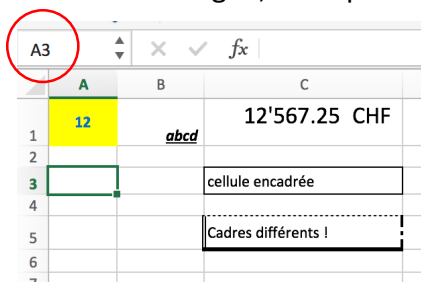 A3 fx
A B C
1 12 abcd 12'567.25 CHF
2
3 cellule encadrée
4
5 Cadres différents !
6